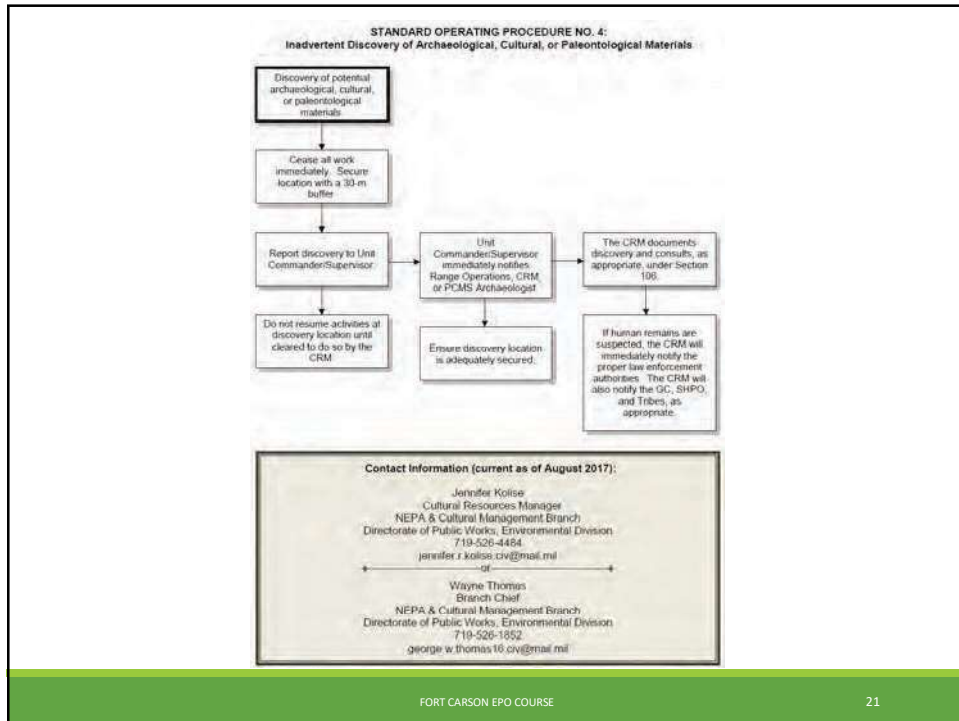 STANDARD OPERATING PROCEDURE NO. 4:
Inadvertent Discovery of Archaeological, Cultural, or Paleontological Materials
Discovery of potential
archaeological, cultural,
or paleontological
materials
Cease all work
immediately. Secure
location with a 30-m
buffer
Report discovery to Unit
Commander/Supervisor
Unit
Commander/Supervisor
immediately notifies
Range Operations, CRM,
or PCMS Archaeologist
The CRM documents
discovery and consults, as
appropriate, under Section
106.
Do not resume activities at
discovery location until
cleared to do so by the
CRM
Ensure discovery location
is adequately secured.
If human remains are
suspected, the CRM will
immediately notify the
proper law enforcement
authorities. The CRM will
also notify the GC, SHPO,
and Tribes, as
appropriate.
Contact Information (current as of August 2017):
Jennifer Kolise
Cultural Resources Manager
NEPA & Cultural Management Branch
Directorate of Public Works, Environmental Division
719-526-4484
jennifer.r.kolise.civ@mail.mil
or
Wayne Thomas
Branch Chief
NEPA & Cultural Management Branch
Directorate of Public Works, Environmental Division
719-526-1852
george.w.thomas16.civ@mail.mil
FORT CARSON EPO COURSE
21